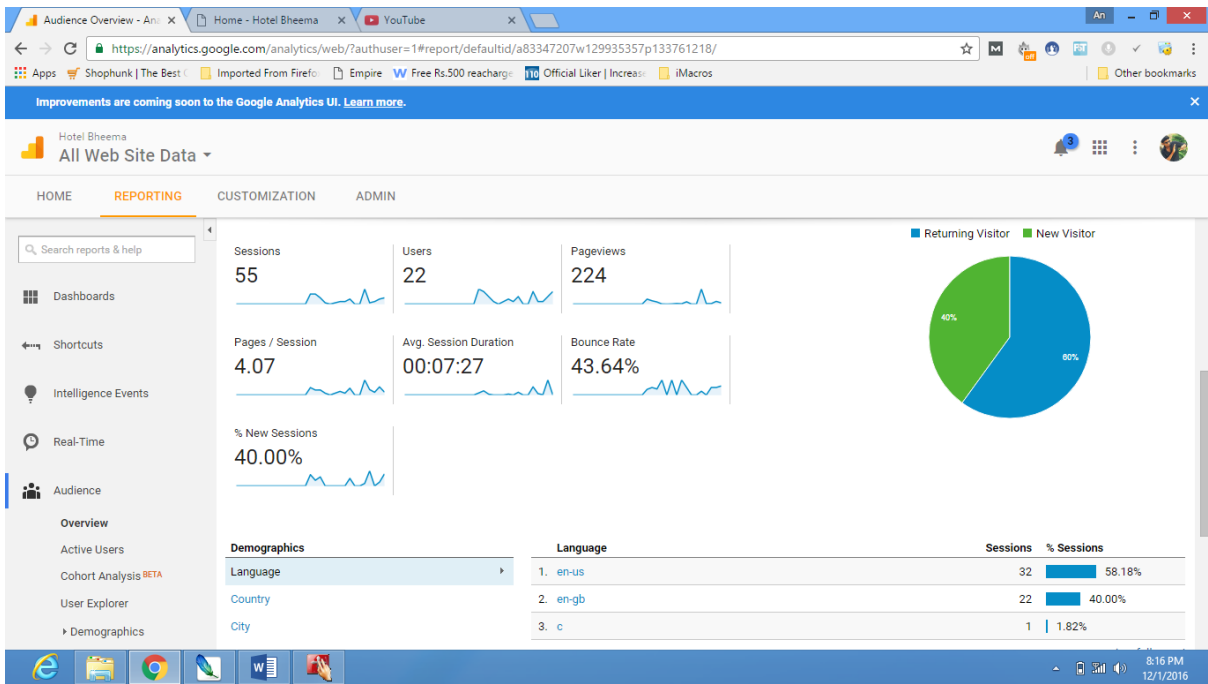 Audience Overview - An
Home - Hotel Bheema
YouTube
An
https://analytics.google.com/analytics/web/?authuser=1#report/defaultid/a83347207w129935357p133761218/
Apps Shophunk | The Best Imported From Firefo Empire W Free Rs.500 reacharge Official Liker | Increase iMacros Other bookmarks
Improvements are coming soon to the Google Analytics UI. Learn more.
Hotel Bheema
All Web Site Data
3
HOME REPORTING CUSTOMIZATION ADMIN
Search reports & help
Dashboards
Shortcuts
Intelligence Events
Real-Time
Audience
Overview
Active Users
Cohort Analysis BETA
User Explorer
Demographics
Sessions
55
Users
22
Pageviews
224
Pages / Session
4.07
Avg. Session Duration
00:07:27
Bounce Rate
43.64%
% New Sessions
40.00%
Returning Visitor New Visitor
40%
60%
Demographics
Language
Country
City
Language Sessions % Sessions
1. en-us 32 58.18%
2. en-gb 22 40.00%
3. c 1 1.82%
8:16 PM
12/1/2016